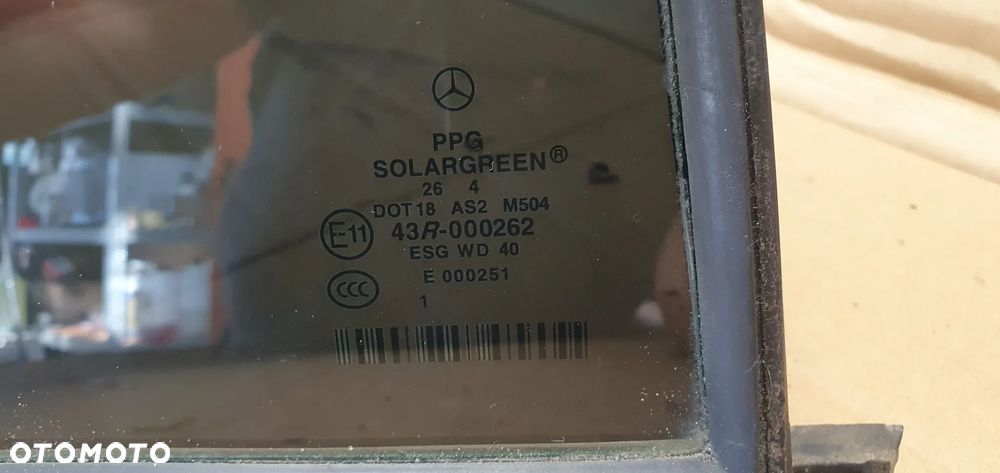 PPG
SOLARGREEN®
26 4
DOT18 AS2 M504
E11 43R-000262
ESG WD 40
E 000251
CCC
1
OTOMOTO